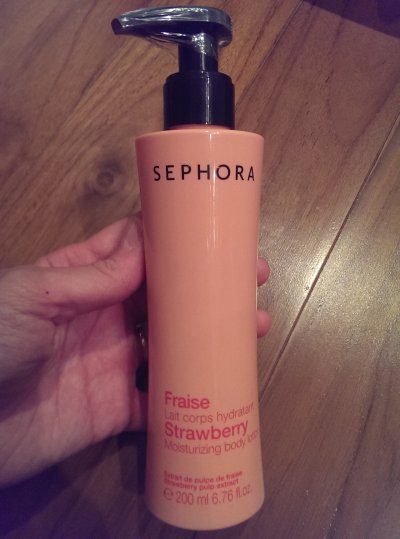 SEPHORA
Fraise
Lait corps hydratant
Strawberry
Moisturizing body lotion
Extrait de pulpe de fraise
Strawberry pulp extract
℮ 200 ml 6.76 fl.oz.